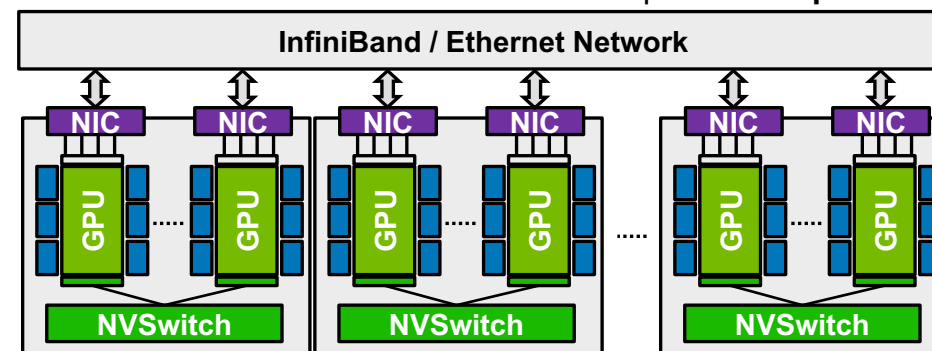 InfiniBand / Ethernet Network
NIC NIC NIC NIC NIC NIC
GPU ..... GPU GPU ..... GPU ..... GPU ..... GPU
NVSwitch NVSwitch NVSwitch